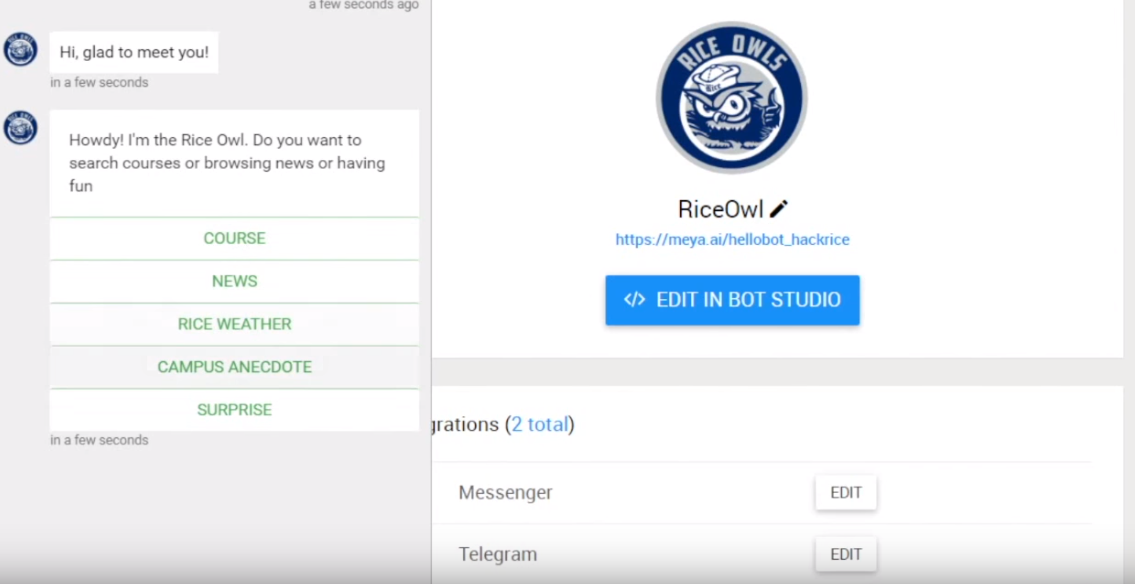 a few seconds ago
Hi, glad to meet you!
in a few seconds
Howdy! I'm the Rice Owl. Do you want to
search courses or browsing news or having
fun
COURSE
NEWS
RICE WEATHER
CAMPUS ANECDOTE
SURPRISE
in a few seconds
RICE OWLS
Rice
RiceOwl
https://meya.ai/hellobot_hackrice
</> EDIT IN BOT STUDIO
grations (2 total)
Messenger EDIT
Telegram EDIT